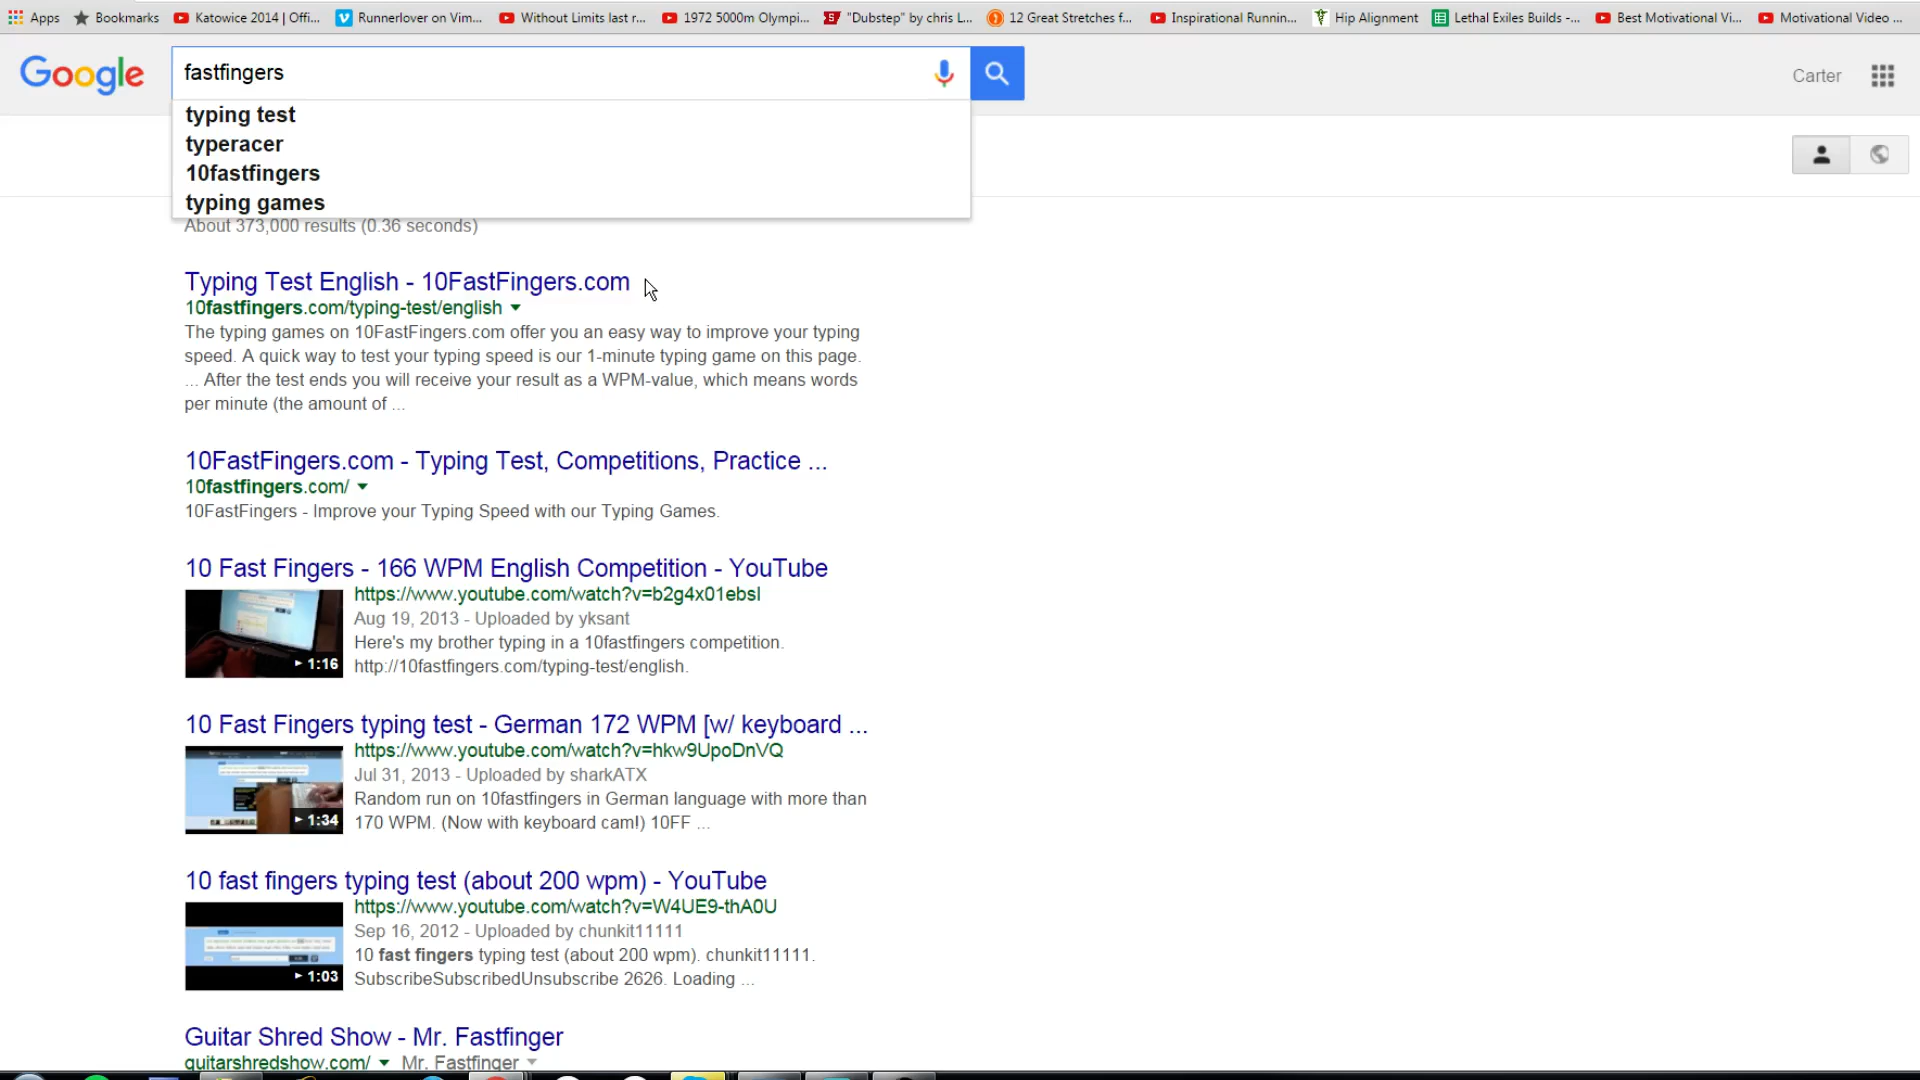 Apps Bookmarks Katowice 2014 | Offi... Runnerlover on Vim... Without Limits last r... 1972 5000m Olympi... "Dubstep" by chris L... 12 Great Stretches f... Inspirational Runnin... Hip Alignment Lethal Exiles Builds -... Best Motivational Vi... Motivational Video ...
Google fastfingers Carter
typing test
typeracer
10fastfingers
typing games
About 373,000 results (0.36 seconds)
Typing Test English - 10FastFingers.com
10fastfingers.com/typing-test/english
The typing games on 10FastFingers.com offer you an easy way to improve your typing
speed. A quick way to test your typing speed is our 1-minute typing game on this page.
... After the test ends you will receive your result as a WPM-value, which means words
per minute (the amount of ...
10FastFingers.com - Typing Test, Competitions, Practice ...
10fastfingers.com/
10FastFingers - Improve your Typing Speed with our Typing Games.
10 Fast Fingers - 166 WPM English Competition - YouTube
https://www.youtube.com/watch?v=b2g4x01ebsI
Aug 19, 2013 - Uploaded by yksant
Here's my brother typing in a 10fastfingers competition.
http://10fastfingers.com/typing-test/english.
1:16
10 Fast Fingers typing test - German 172 WPM [w/ keyboard ...
https://www.youtube.com/watch?v=hkw9UpoDnVQ
Jul 31, 2013 - Uploaded by sharkATX
Random run on 10fastfingers in German language with more than
170 WPM. (Now with keyboard cam!) 10FF ...
1:34
10 fast fingers typing test (about 200 wpm) - YouTube
https://www.youtube.com/watch?v=W4UE9-thA0U
Sep 16, 2012 - Uploaded by chunkit11111
10 fast fingers typing test (about 200 wpm). chunkit11111.
SubscribeSubscribedUnsubscribe 2626. Loading ...
1:03
Guitar Shred Show - Mr. Fastfinger
guitarshredshow.com/ Mr. Fastfinger